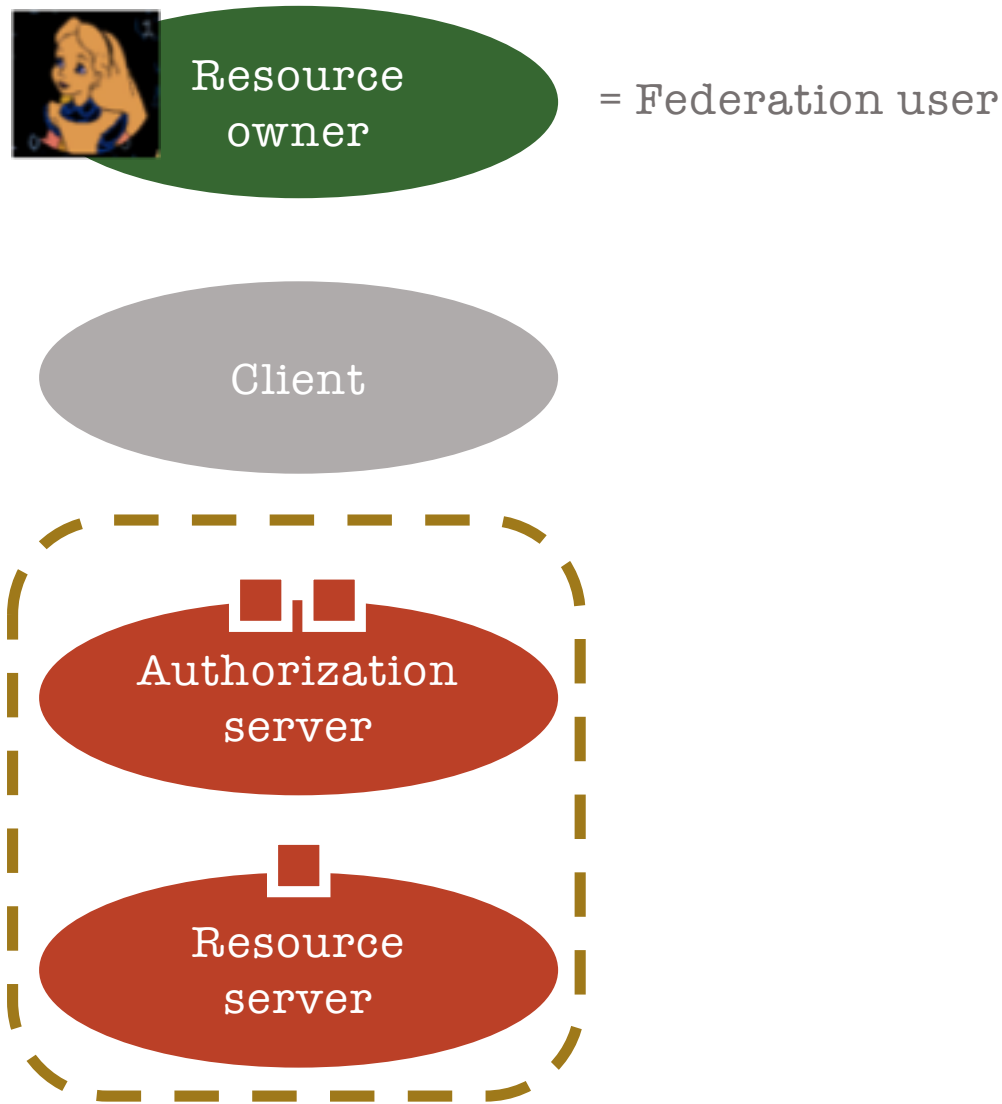 Resource
owner
= Federation user
Client
Authorization
server
Resource
server